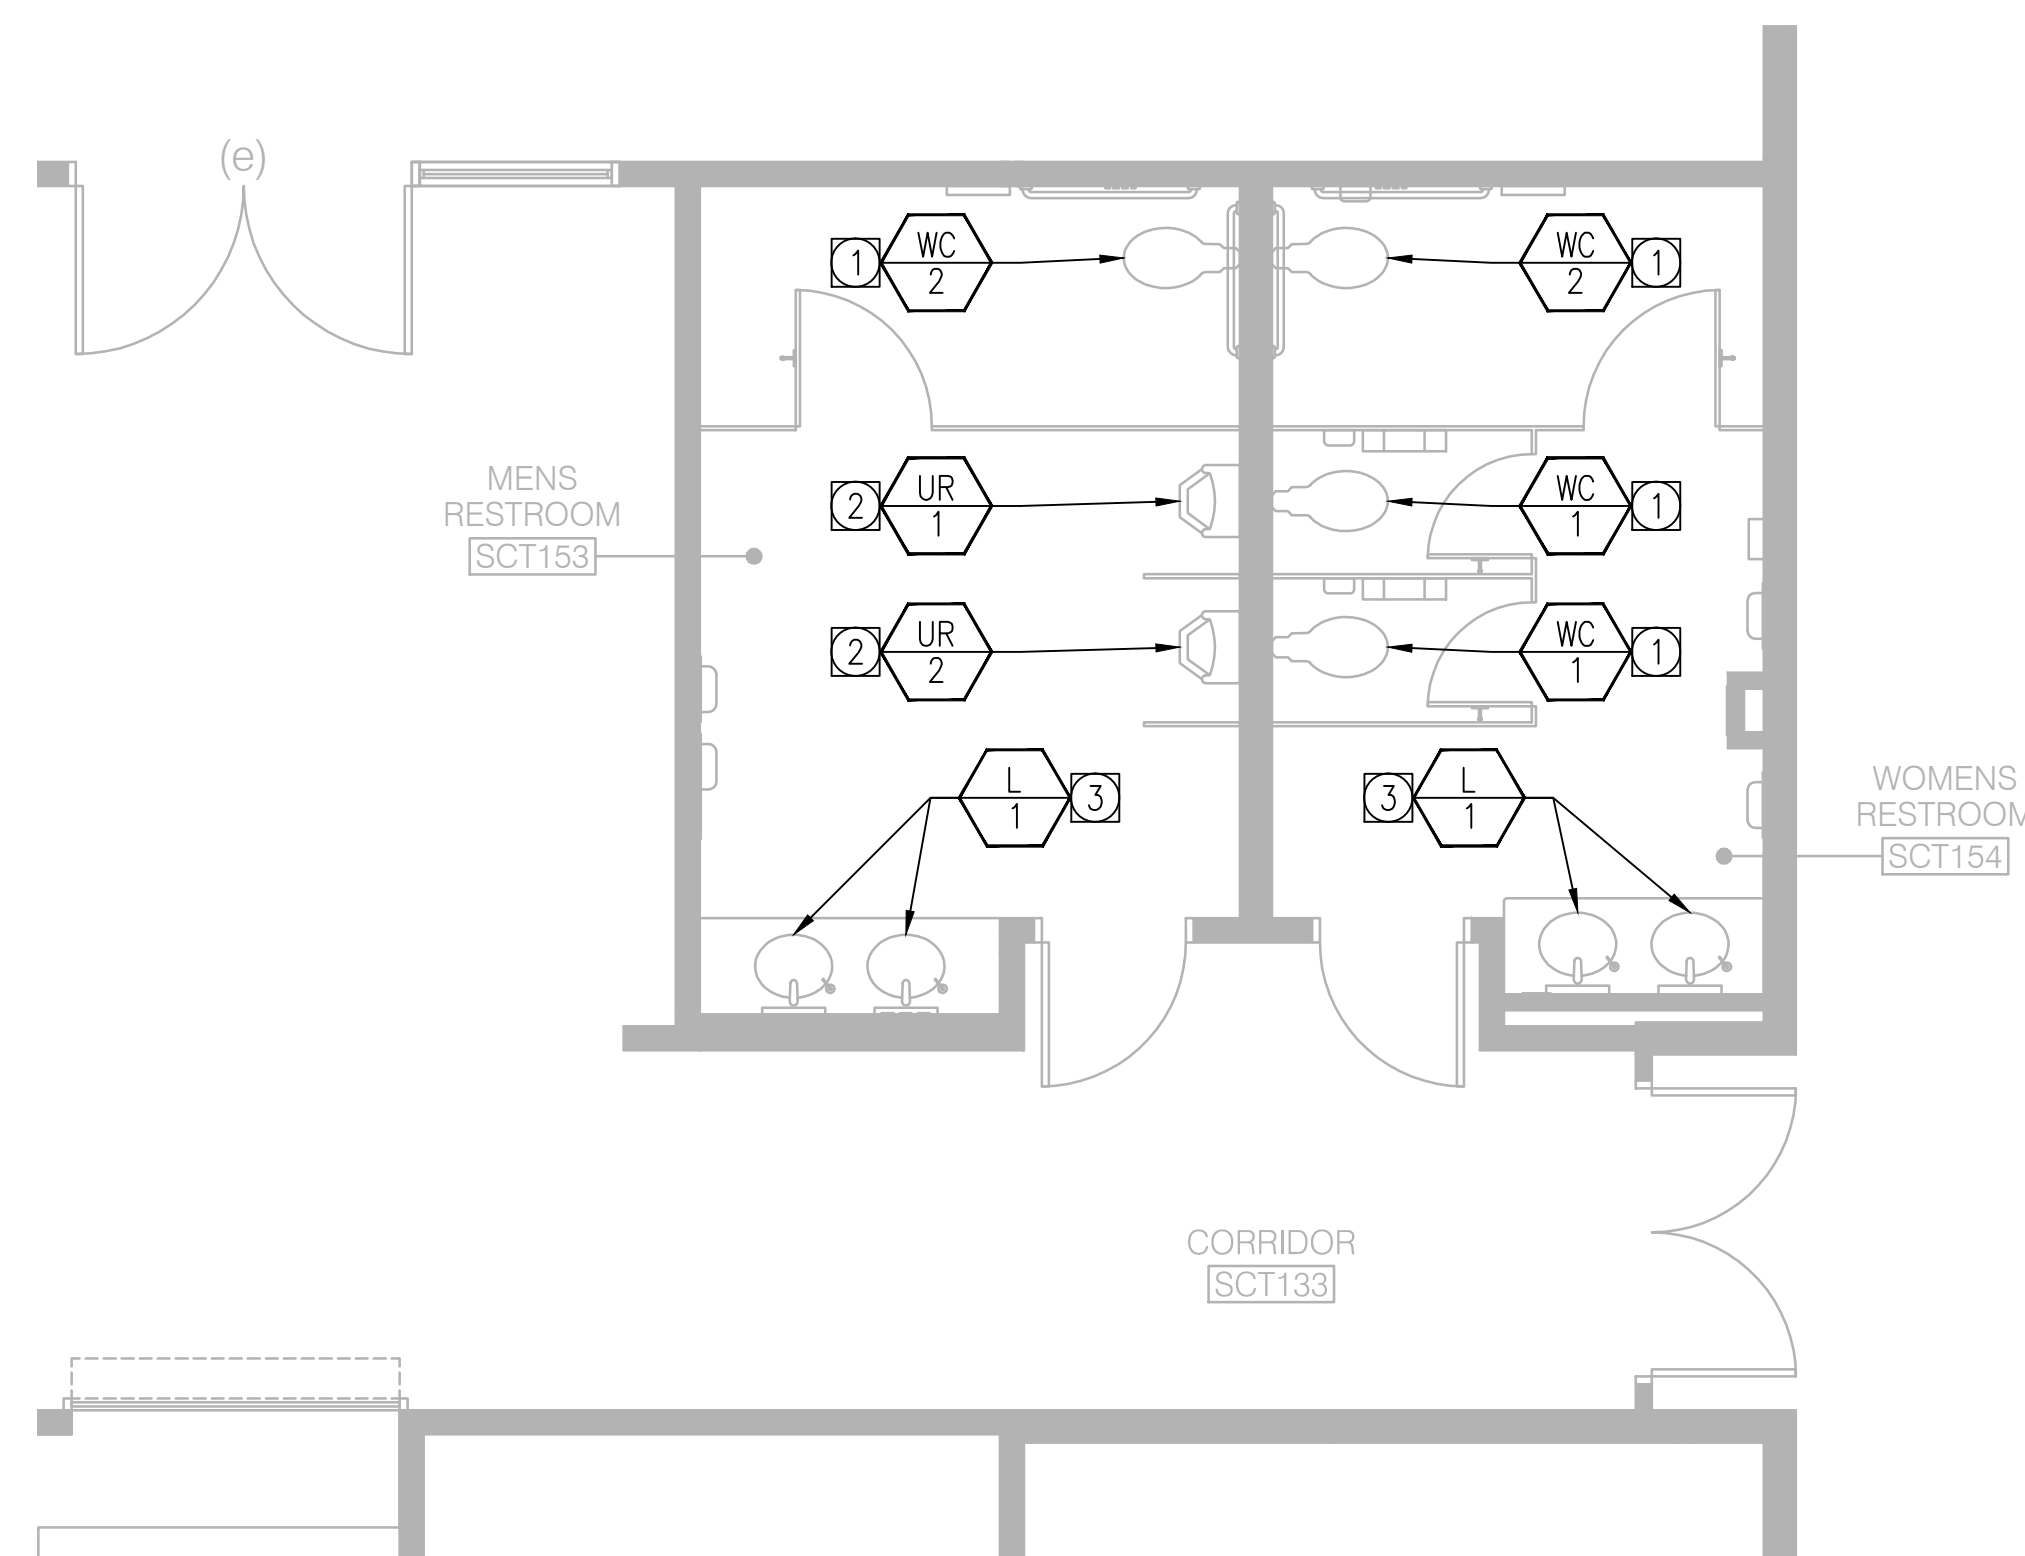 (e)
1 WC 2
WC 2 1
MENS
RESTROOM
SCT153
2 UR 1
WC 1 1
2 UR 2
WC 1 1
L 1 3
3 L 1
WOMENS
RESTROOM
SCT154
CORRIDOR
SCT133